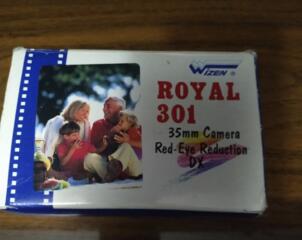 WIZEN ®
ROYAL
301
35mm Camera
Red-Eye Reduction
DX